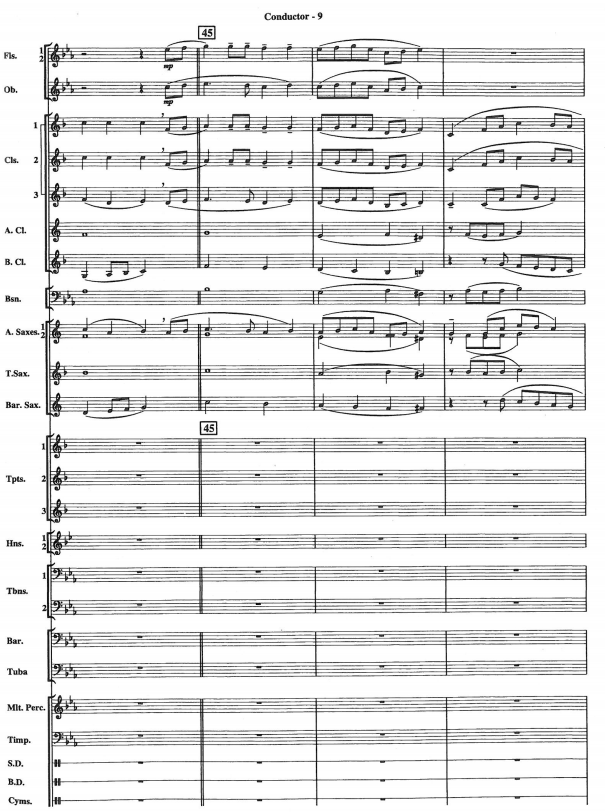 Conductor - 9
45
Fls. 1 2
mp
Ob.
mp
1
Cls. 2
3
A. Cl.
B. Cl.
Bsn.
A. Saxes. 1 2
T.Sax.
Bar. Sax.
45
1
Tpts. 2
3
Hns. 1 2
1
Tbns.
2
Bar.
Tuba
Mlt. Perc.
Timp.
S.D.
B.D.
Cyms.